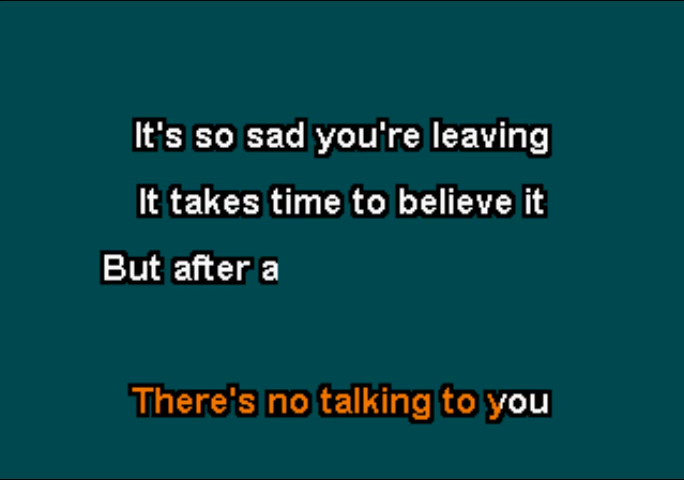 It's so sad you're leaving
It takes time to believe it
But after a
There's no talking to you